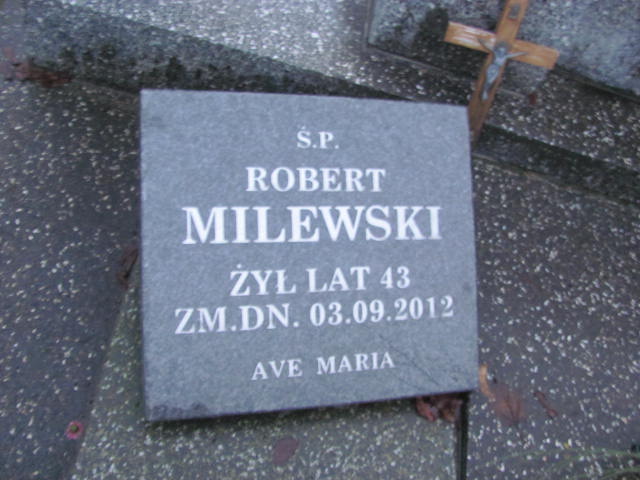 Ś.P.
ROBERT
MILEWSKI
ŻYŁ LAT 43
ZM.DN. 03.09.2012
AVE MARIA